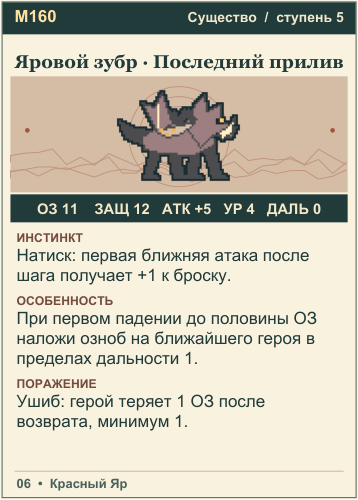 M160
Существо / ступень 5
Яровой зубр · Последний прилив
ОЗ 11 ЗАЩ 12 АТК +5 УР 4 ДАЛЬ 0
ИНСТИНКТ
Натиск: первая ближняя атака после
шага получает +1 к броску.
ОСОБЕННОСТЬ
При первом падении до половины ОЗ
наложи озноб на ближайшего героя в
пределах дальности 1.
ПОРАЖЕНИЕ
Ушиб: герой теряет 1 ОЗ после
возврата, минимум 1.
06 • Красный Яр